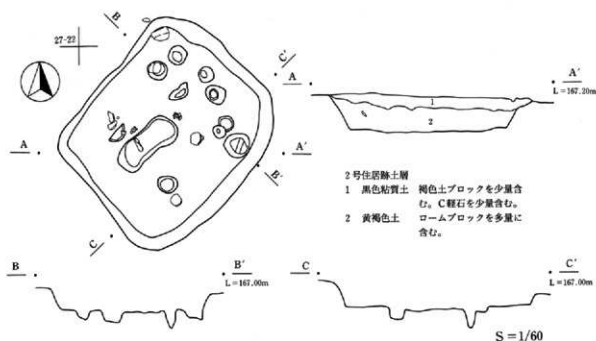 B
27-22
C'
A
A'
L=167.20m
1
2
A
A'
B'
C
2号住居跡土層
1 黒色粘質土 褐色土ブロックを少量含
む。C軽石を少量含む。
2 黄褐色土 ロームブロックを多量に
含む。
B
B'
L=167.00m
C
C'
L=167.00m
S=1/60